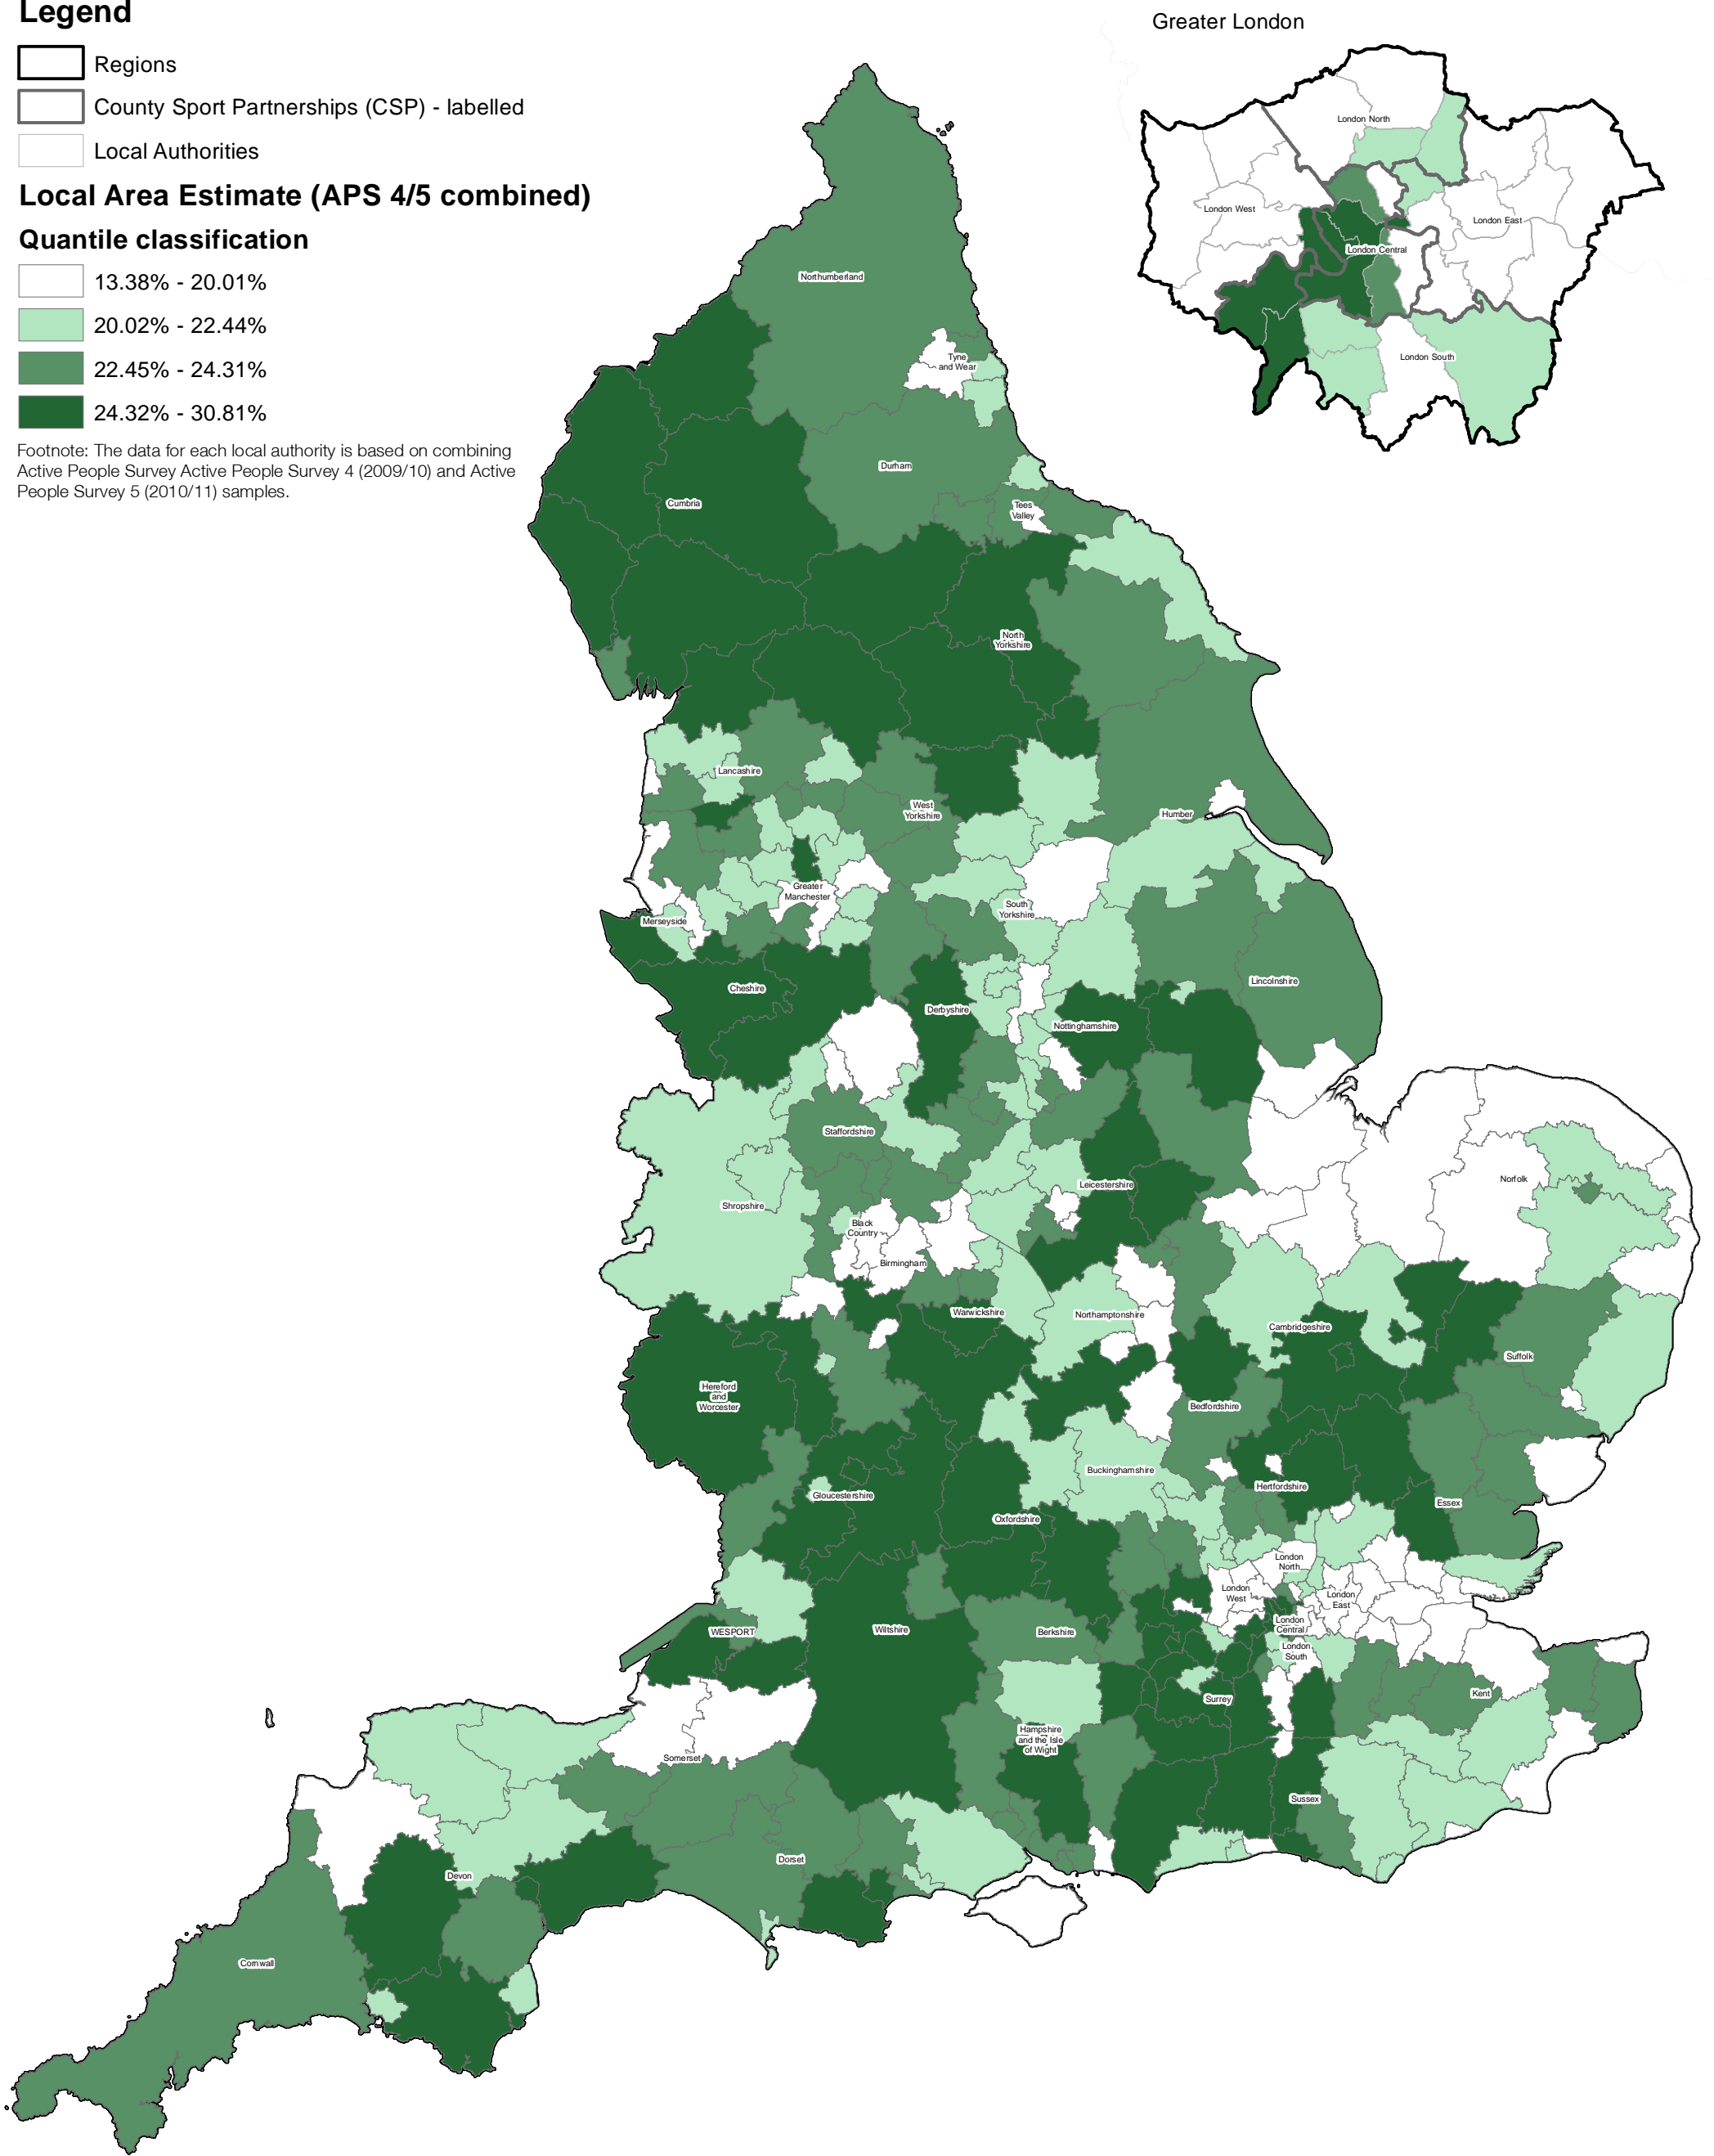 Legend
Regions
County Sport Partnerships (CSP) - labelled
Local Authorities
Local Area Estimate (APS 4/5 combined)
Quantile classification
13.38% - 20.01%
20.02% - 22.44%
22.45% - 24.31%
24.32% - 30.81%
Footnote: The data for each local authority is based on combining
Active People Survey Active People Survey 4 (2009/10) and Active
People Survey 5 (2010/11) samples.
Greater London
London North
London West
London East
London Central
London South
Northumberland
Tyne
and Wear
Durham
Cumbria
Tees
Valley
North
Yorkshire
Lancashire
West
Yorkshire
Humber
Greater
Manchester
South
Yorkshire
Merseyside
Cheshire
Lincolnshire
Derbyshire
Nottinghamshire
Staffordshire
Norfolk
Leicestershire
Shropshire
Black
Country
Birmingham
Warwickshire
Northamptonshire
Cambridgeshire
Suffolk
Hereford
and
Worcester
Bedfordshire
Buckinghamshire
Hertfordshire
Gloucestershire
Essex
Oxfordshire
London
North
London
West
London
East
London
Central
London
South
WESPORT
Wiltshire
Berkshire
Kent
Surrey
Hampshire
and the Isle
of Wight
Somerset
Sussex
Dorset
Devon
Cornwall